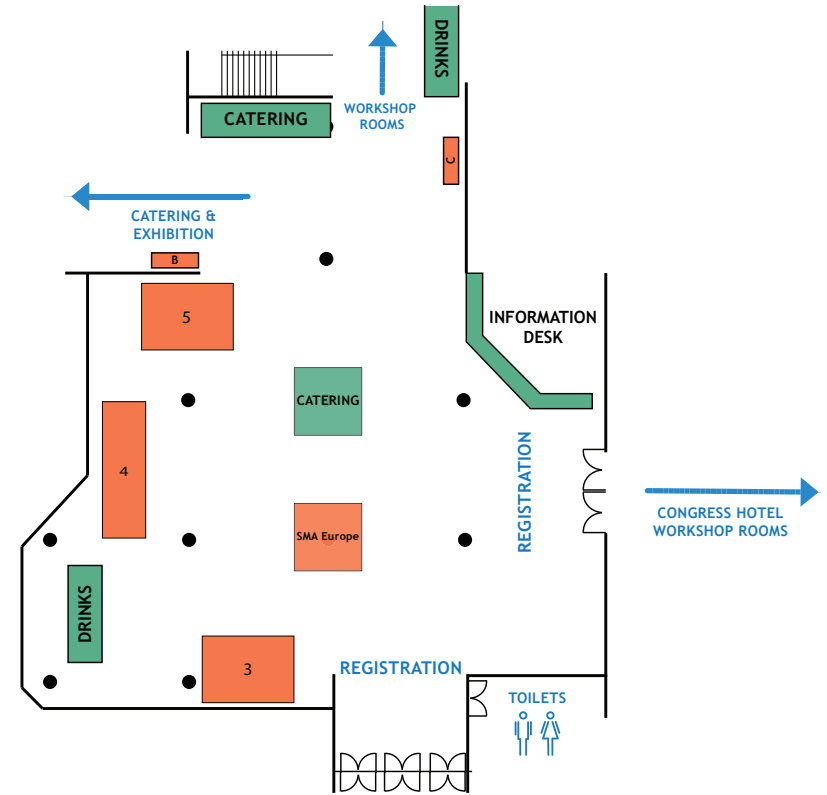 DRINKS
CATERING
WORKSHOP
ROOMS
C
CATERING &
EXHIBITION
B
5
INFORMATION
DESK
CATERING
4
REGISTRATION
SMA Europe
CONGRESS HOTEL
WORKSHOP ROOMS
DRINKS
3
REGISTRATION
TOILETS